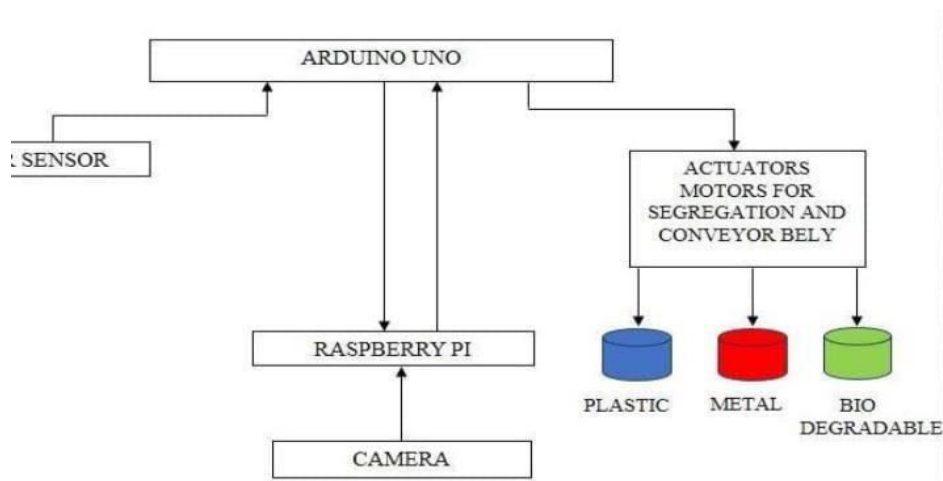 ARDUINO UNO
R SENSOR
ACTUATORS
MOTORS FOR
SEGREGATION AND
CONVEYOR BELY
RASPBERRY PI
PLASTIC
METAL
BIO
DEGRADABLE
CAMERA